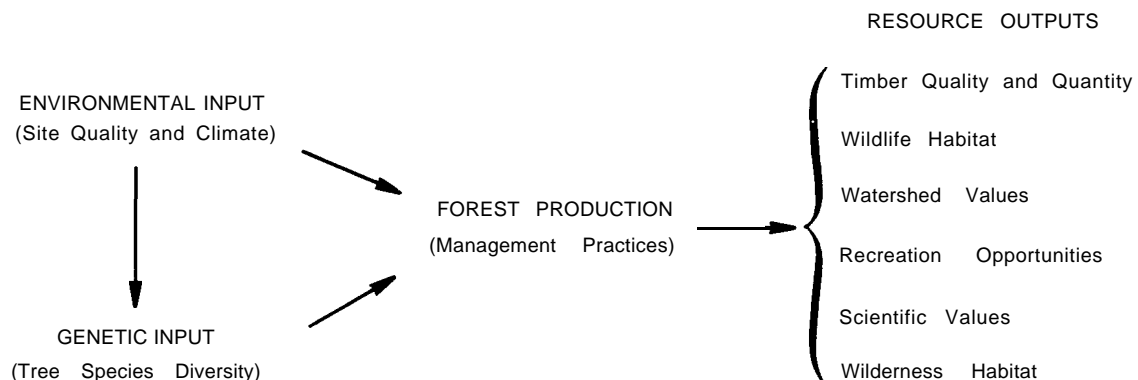 RESOURCE OUTPUTS
ENVIRONMENTAL INPUT
(Site Quality and Climate)
GENETIC INPUT
(Tree Species Diversity)
FOREST PRODUCTION
(Management Practices)
Timber Quality and Quantity
Wildlife Habitat
Watershed Values
Recreation Opportunities
Scientific Values
Wilderness Habitat